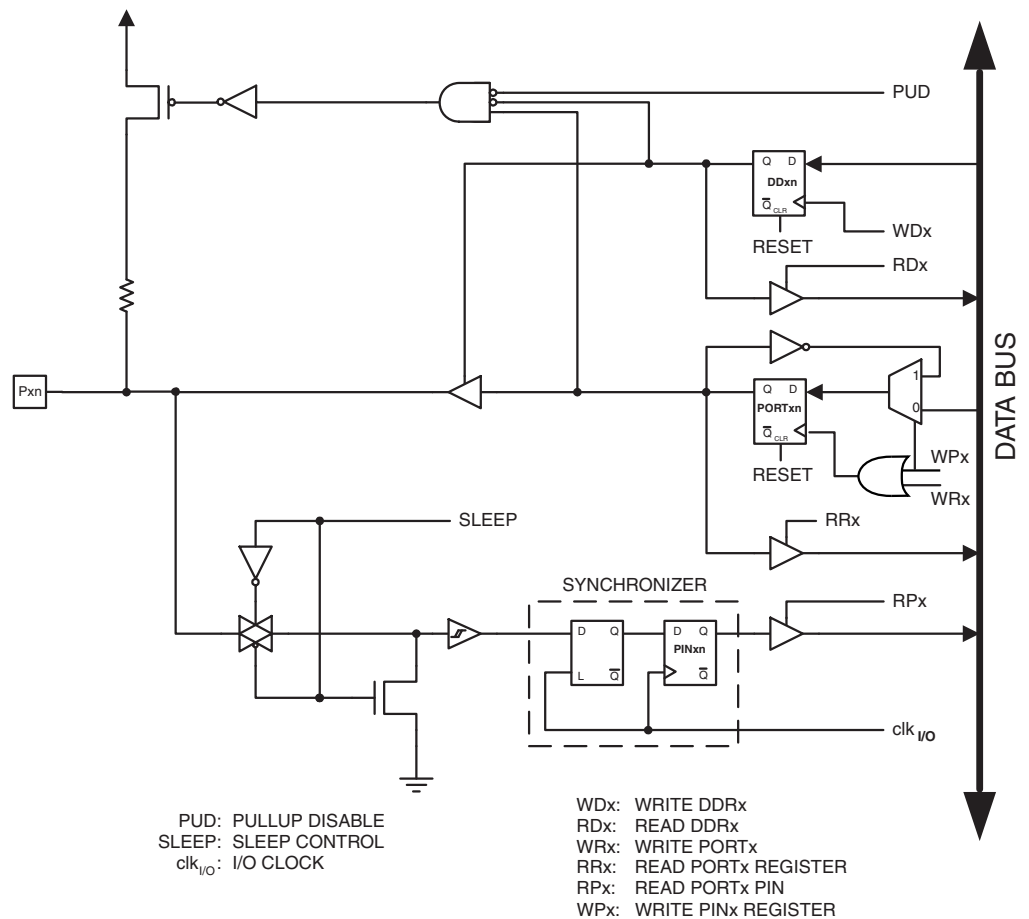 PUD
Q D
DDxn
Q CLR
WDx
RESET
RDx
Pxn
1
Q D
PORTxn
0
Q CLR
WPx
RESET
WRx
DATA BUS
SLEEP
RRx
SYNCHRONIZER
RPx
D Q
D Q
PINxn
L Q
Q
clk I/O
PUD: PULLUP DISABLE
SLEEP: SLEEP CONTROL
clkI/O: I/O CLOCK
WDx: WRITE DDRx
RDx: READ DDRx
WRx: WRITE PORTx
RRx: READ PORTx REGISTER
RPx: READ PORTx PIN
WPx: WRITE PINx REGISTER